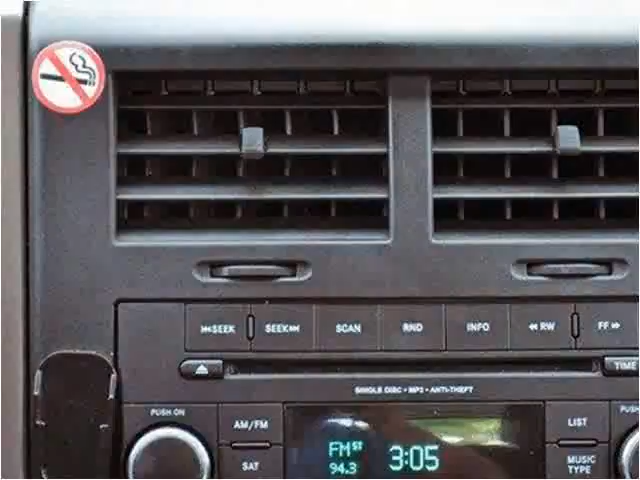 ⏮SEEK SEEK⏭ SCAN RND INFO ◀◀ RW FF ▶▶
TIME
SINGLE DISC • MP3 • ANTI-THEFT
PUSH ON AM/FM LIST PUSH
FM ST 3:05
94.3
SAT MUSIC
TYPE